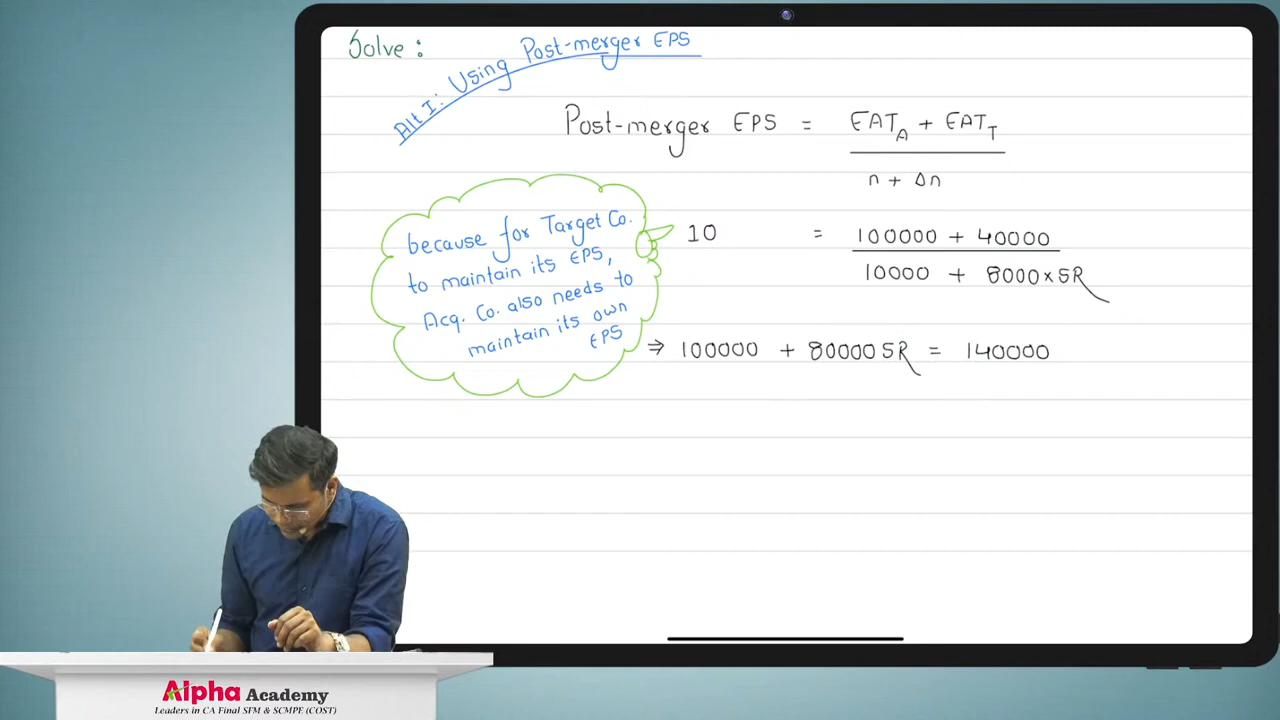 Solve :
Alt I: Using Post-merger EPS
Post-merger EPS = EAT_A + EAT_T
n + Δn
because for Target Co.
to maintain its EPS,
Acq. Co. also needs to
maintain its own
EPS
10 = 100000 + 40000
10000 + 8000×SR
⇒ 100000 + 80000 SR = 140000
Alpha Academy
Leaders in CA Final SFM & SCMPE (COST)